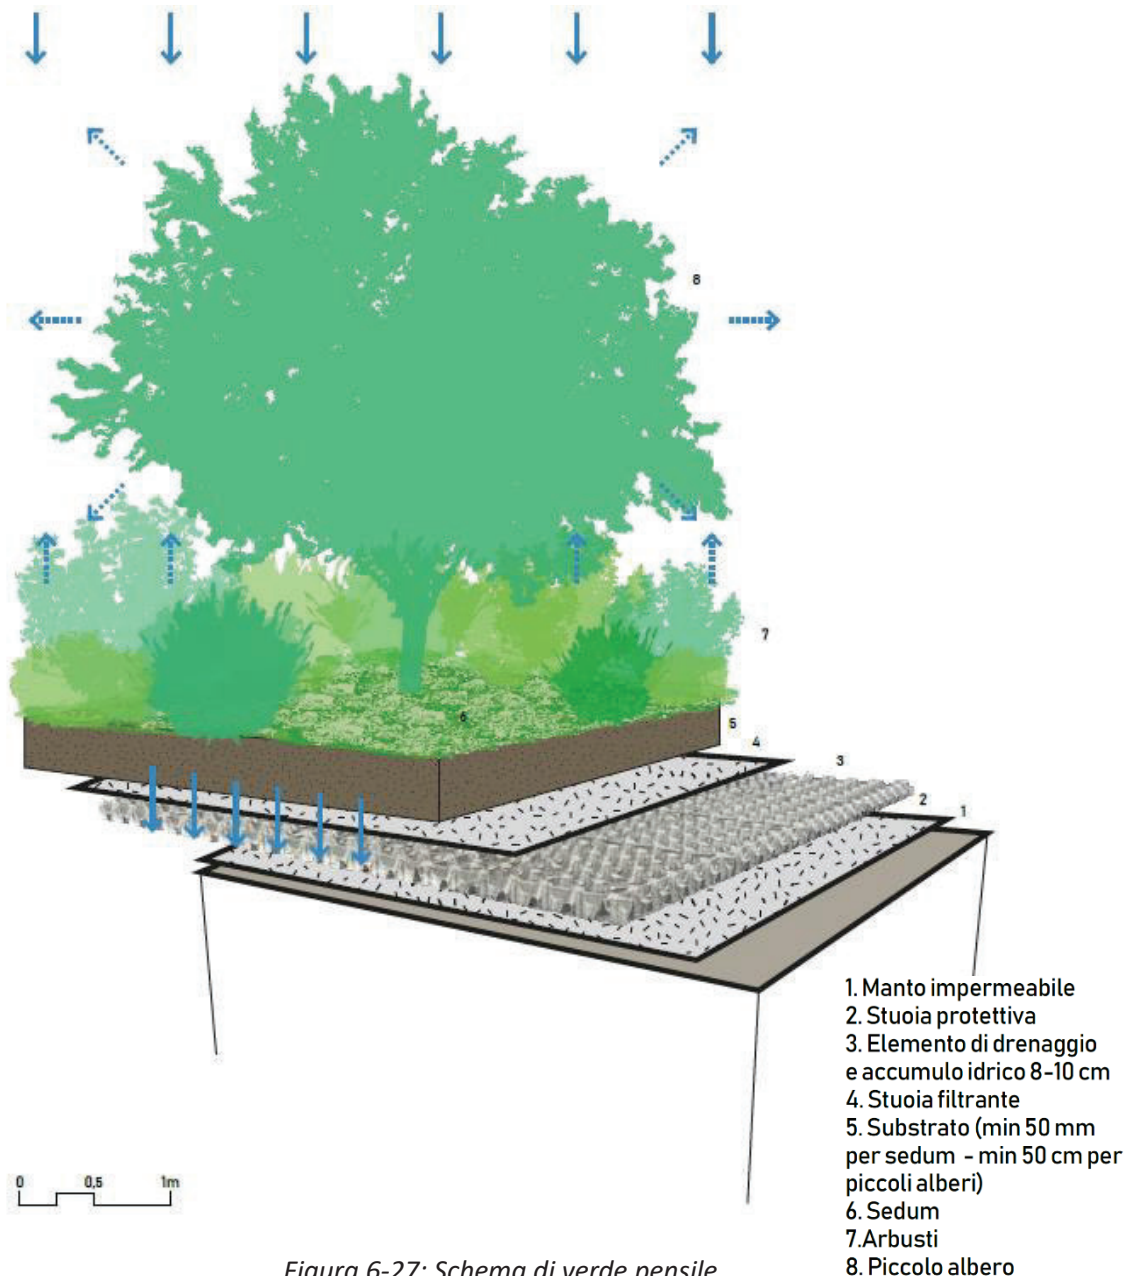 8
7
6
5
4
3
2
1
1. Manto impermeabile
2. Stuoia protettiva
3. Elemento di drenaggio
e accumulo idrico 8-10 cm
4. Stuoia filtrante
5. Substrato (min 50 mm
per sedum - min 50 cm per
piccoli alberi)
6. Sedum
7.Arbusti
8. Piccolo albero
0 0,5 1m
Figura 6-27: Schema di verde pensile